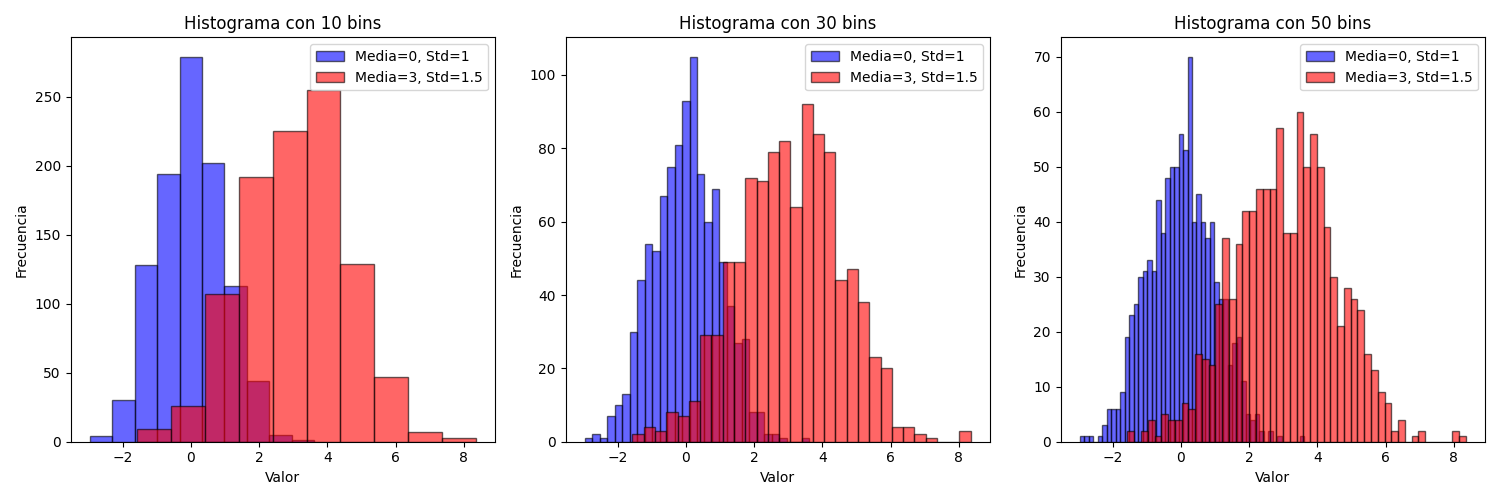 Histograma con 10 bins
Media=0, Std=1
Media=3, Std=1.5
250
200
150
100
50
0
Frecuencia
−2 0 2 4 6 8
Valor
Histograma con 30 bins
Media=0, Std=1
Media=3, Std=1.5
100
80
60
40
20
0
Frecuencia
−2 0 2 4 6 8
Valor
Histograma con 50 bins
Media=0, Std=1
Media=3, Std=1.5
70
60
50
40
30
20
10
0
Frecuencia
−2 0 2 4 6 8
Valor